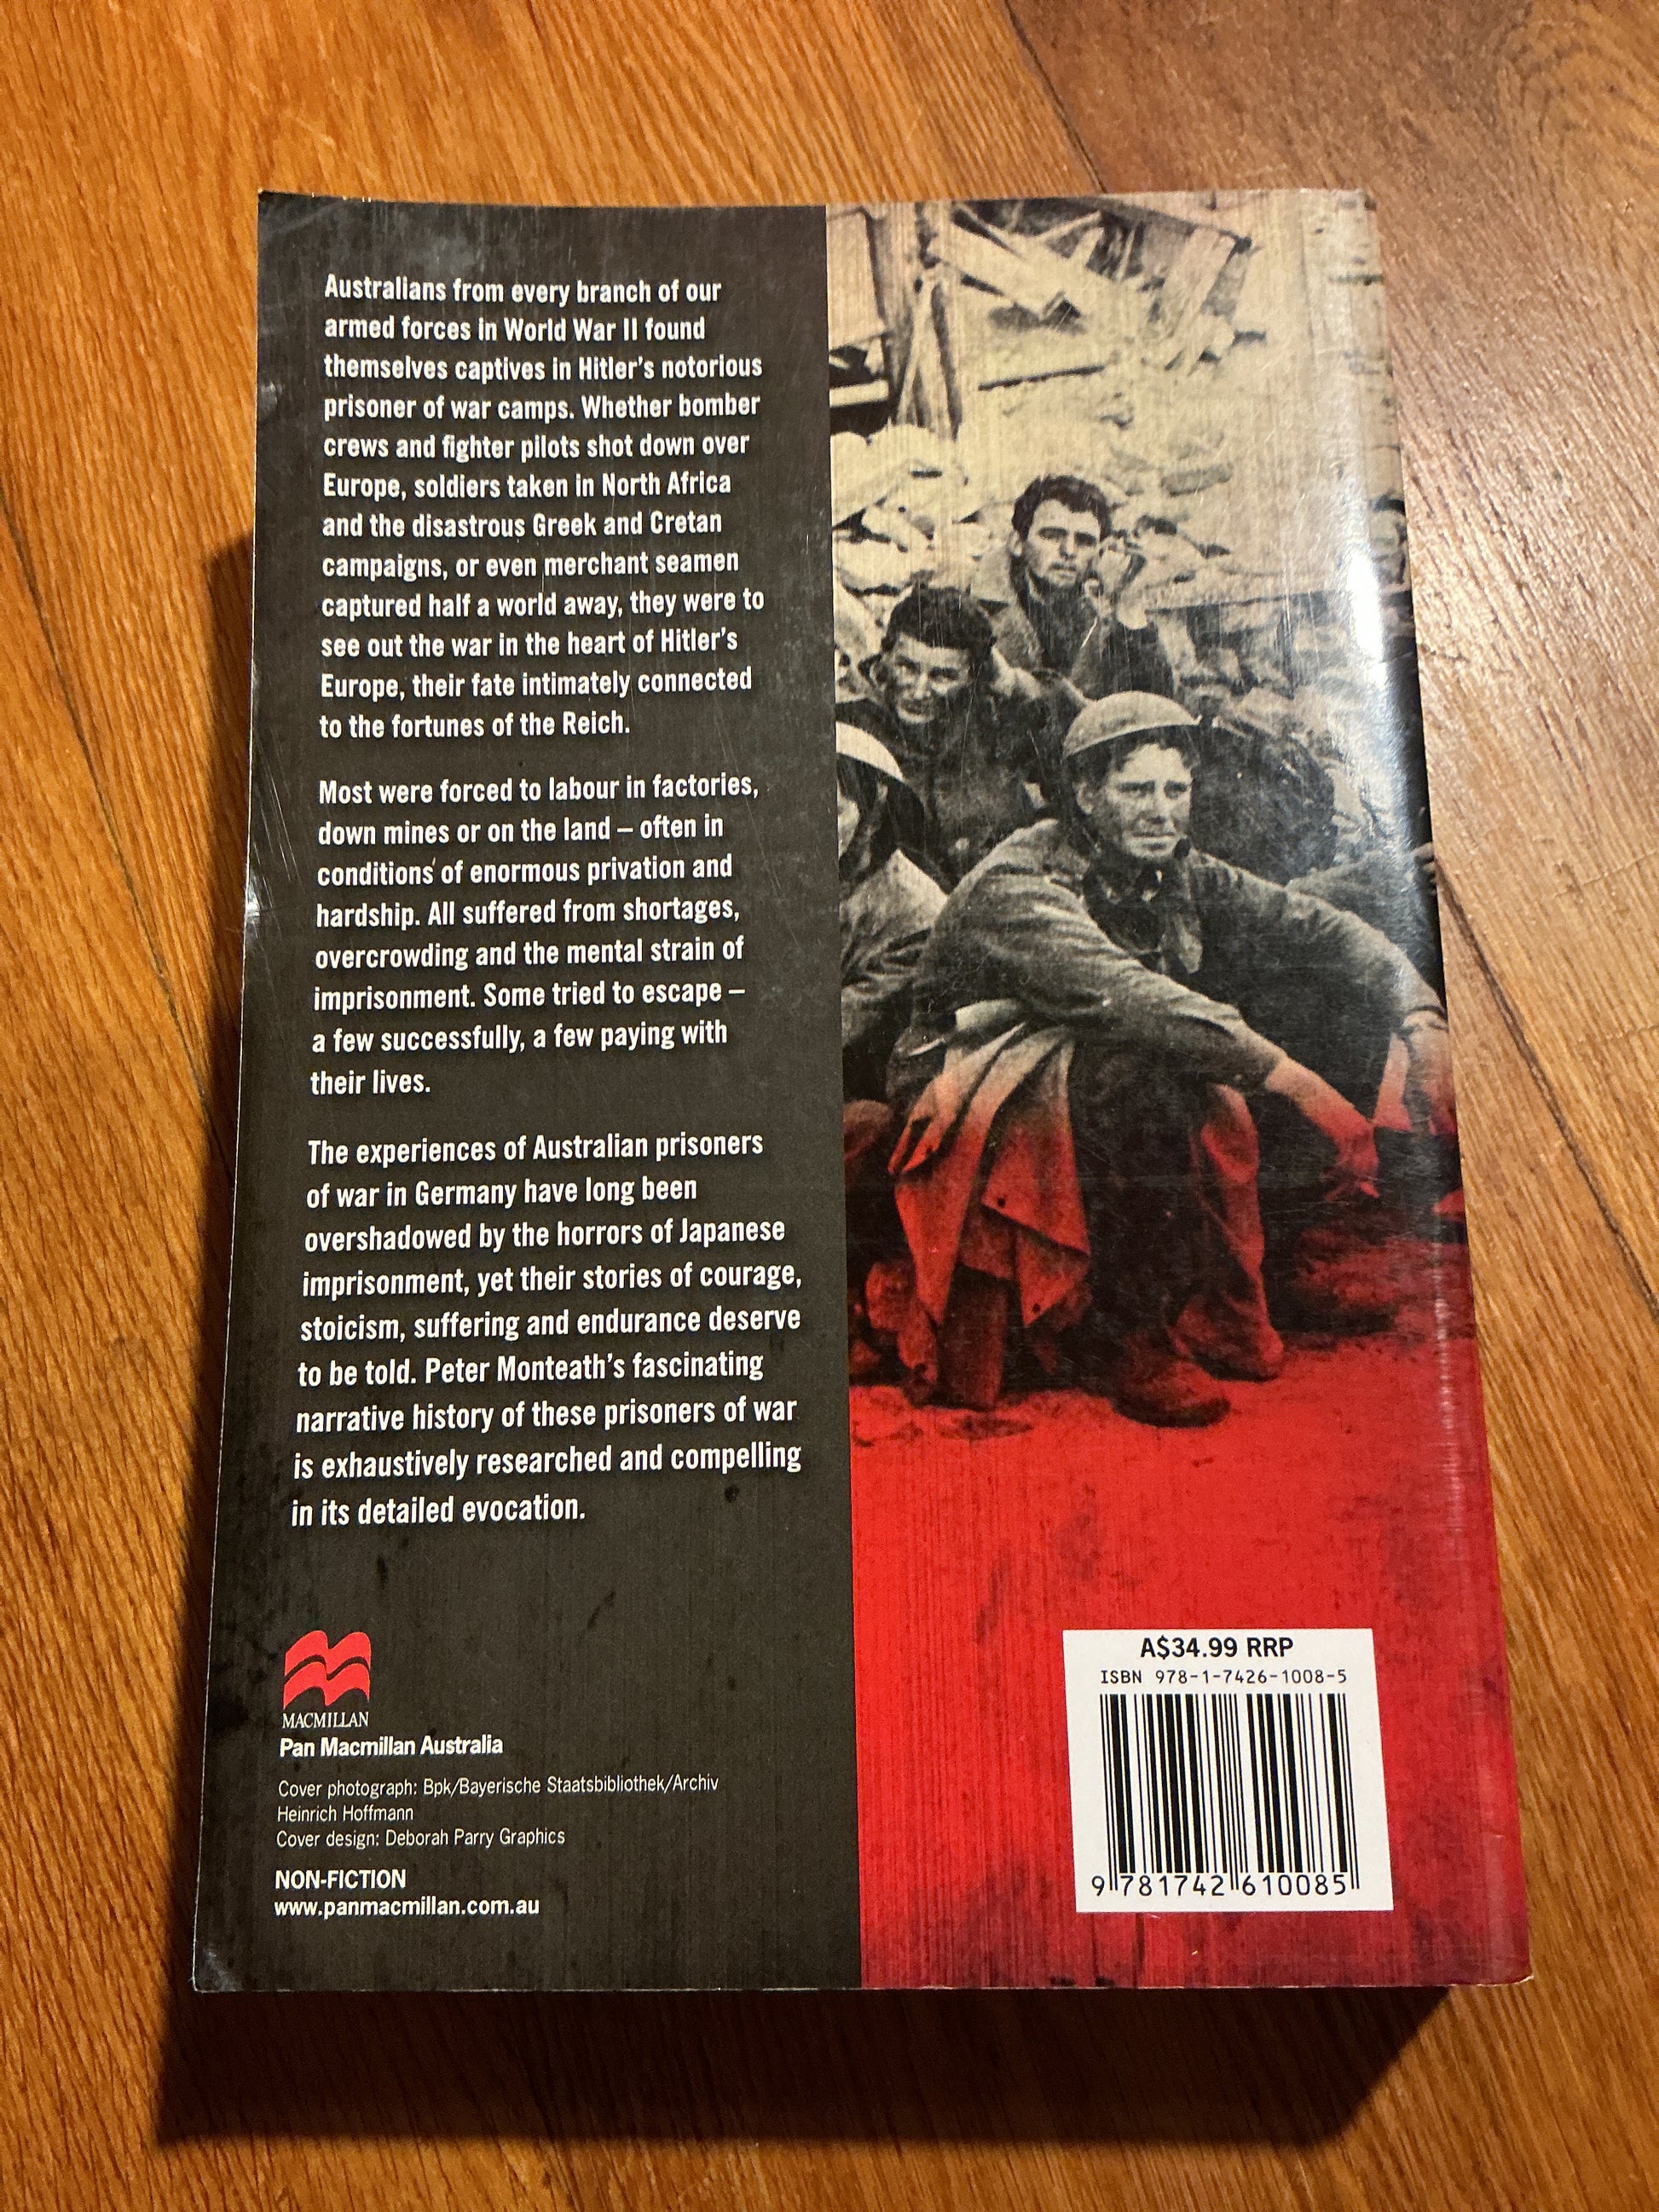 Australians from every branch of our
armed forces in World War II found
themselves captives in Hitler's notorious
prisoner of war camps. Whether bomber
crews and fighter pilots shot down over
Europe, soldiers taken in North Africa
and the disastrous Greek and Cretan
campaigns, or even merchant seamen
captured half a world away, they were to
see out the war in the heart of Hitler's
Europe, their fate intimately connected
to the fortunes of the Reich.
Most were forced to labour in factories,
down mines or on the land – often in
conditions of enormous privation and
hardship. All suffered from shortages,
overcrowding and the mental strain of
imprisonment. Some tried to escape –
a few successfully, a few paying with
their lives.
The experiences of Australian prisoners
of war in Germany have long been
overshadowed by the horrors of Japanese
imprisonment, yet their stories of courage,
stoicism, suffering and endurance deserve
to be told. Peter Monteath's fascinating
narrative history of these prisoners of war
is exhaustively researched and compelling
in its detailed evocation.
MACMILLAN
Pan Macmillan Australia
Cover photograph: Bpk/Bayerische Staatsbibliothek/Archiv
Heinrich Hoffmann
Cover design: Deborah Parry Graphics
NON-FICTION
www.panmacmillan.com.au
A$34.99 RRP
ISBN 978-1-7426-1008-5
9 781742 610085